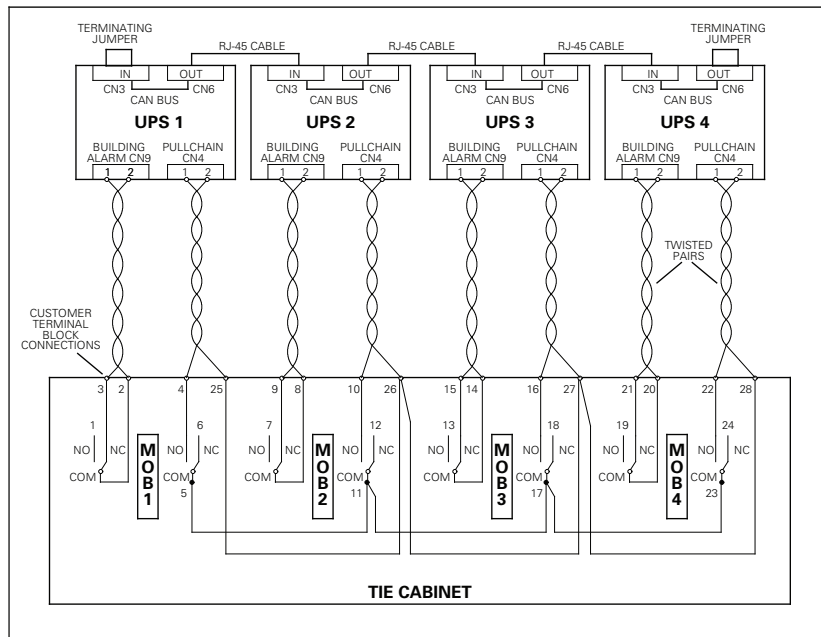 TERMINATING JUMPER
RJ-45 CABLE
RJ-45 CABLE
RJ-45 CABLE
TERMINATING JUMPER
IN OUT IN OUT IN OUT IN OUT
CN3 CN6 CN3 CN6 CN3 CN6 CN3 CN6
CAN BUS CAN BUS CAN BUS CAN BUS
UPS 1 UPS 2 UPS 3 UPS 4
BUILDING ALARM CN9 PULLCHAIN CN4 BUILDING ALARM CN9 PULLCHAIN CN4 BUILDING ALARM CN9 PULLCHAIN CN4 BUILDING ALARM CN9 PULLCHAIN CN4
1 2 1 2 1 2 1 2 1 2 1 2 1 2 1 2
TWISTED PAIRS
CUSTOMER TERMINAL BLOCK CONNECTIONS
3 2 4 25 9 8 10 26 15 14 16 27 21 20 22 28
1 6 7 12 13 18 19 24
NO NC NO NC NO NC NO NC NO NC NO NC NO NC NO NC
COM COM COM COM COM COM COM COM
MOB1 MOB2 MOB3 MOB4
5 11 17 23
TIE CABINET